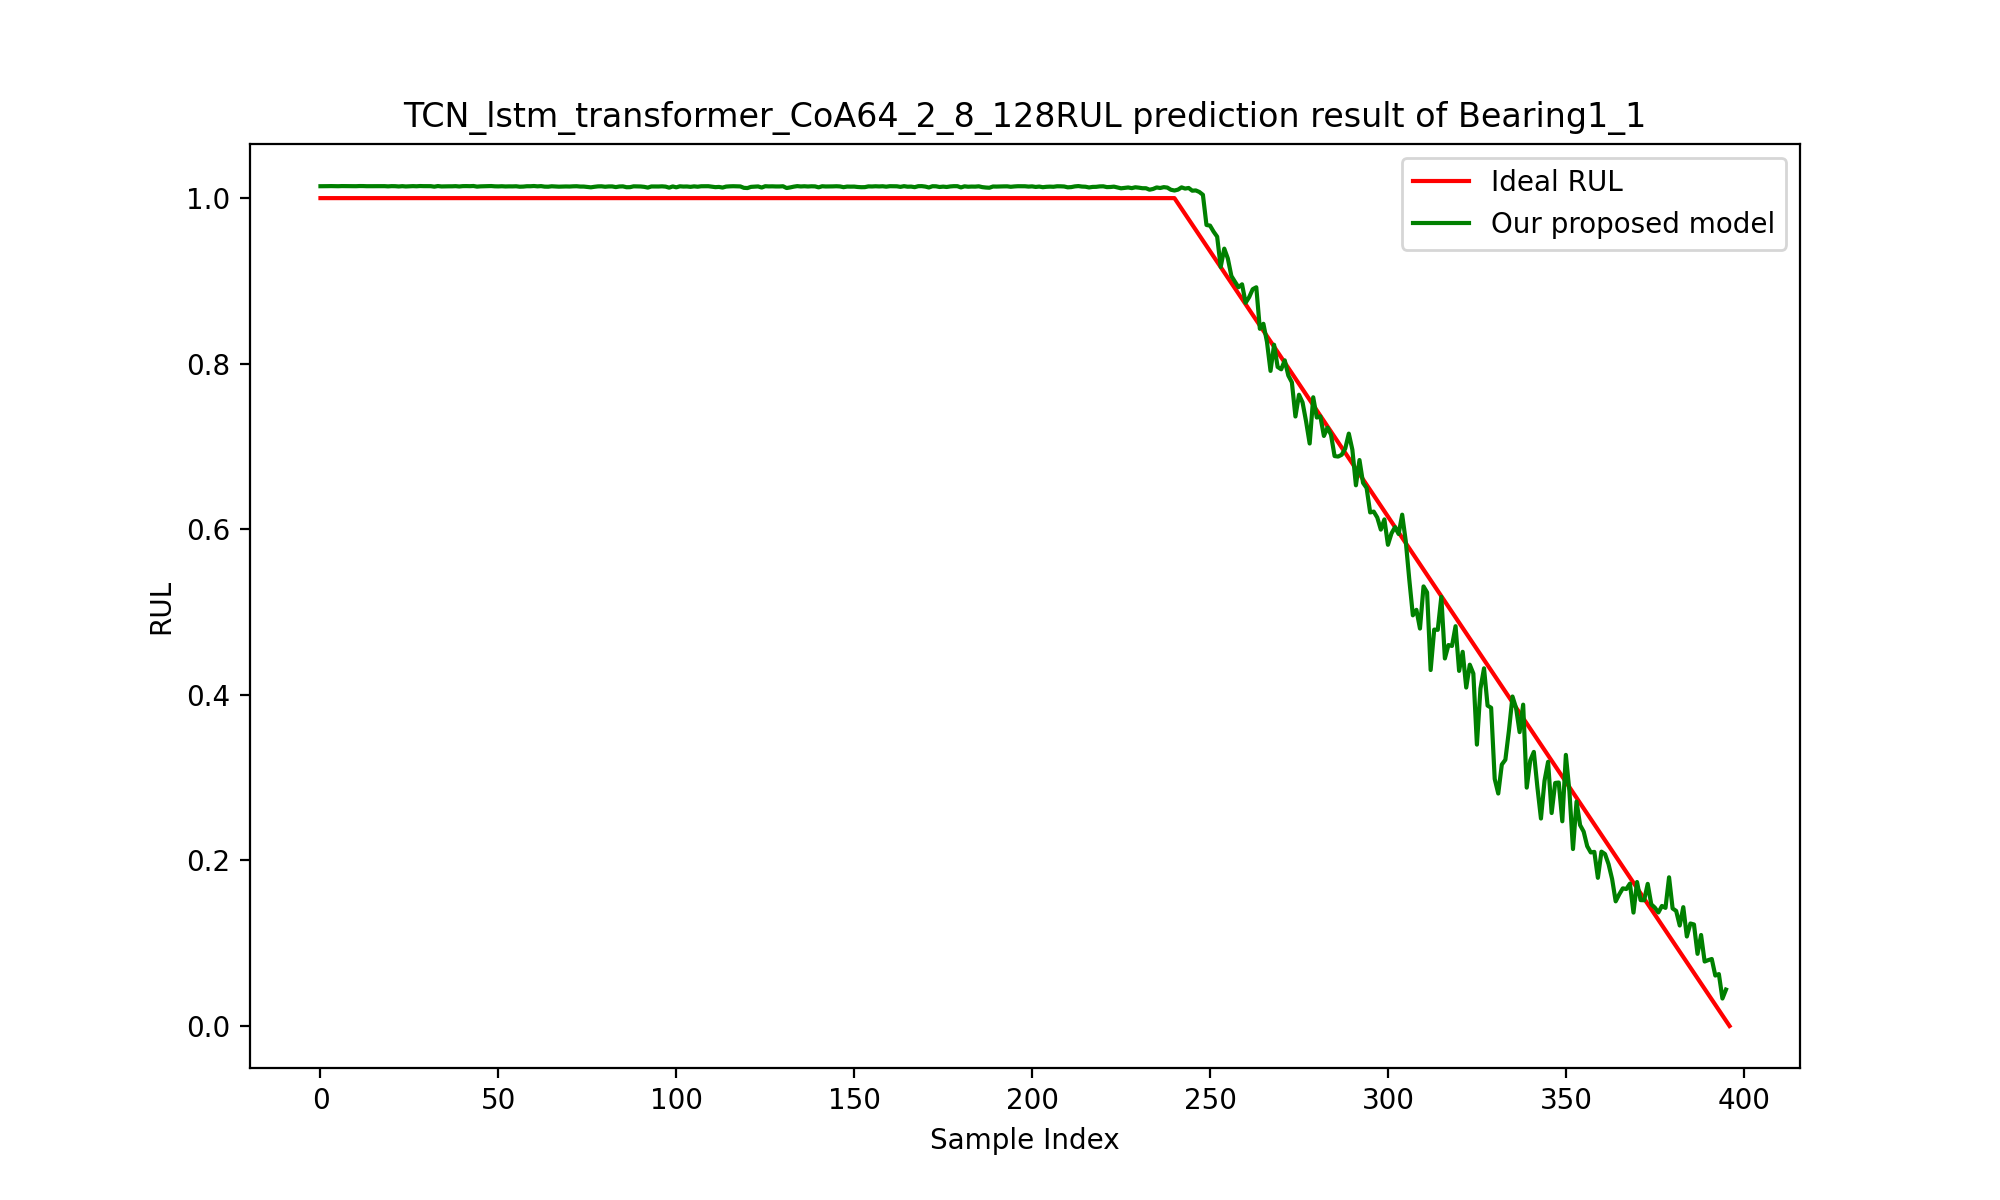 TCN_lstm_transformer_CoA64_2_8_128RUL prediction result of Bearing1_1
Ideal RUL
Our proposed model
1.0
0.8
0.6
0.4
0.2
0.0
RUL
0 50 100 150 200 250 300 350 400
Sample Index